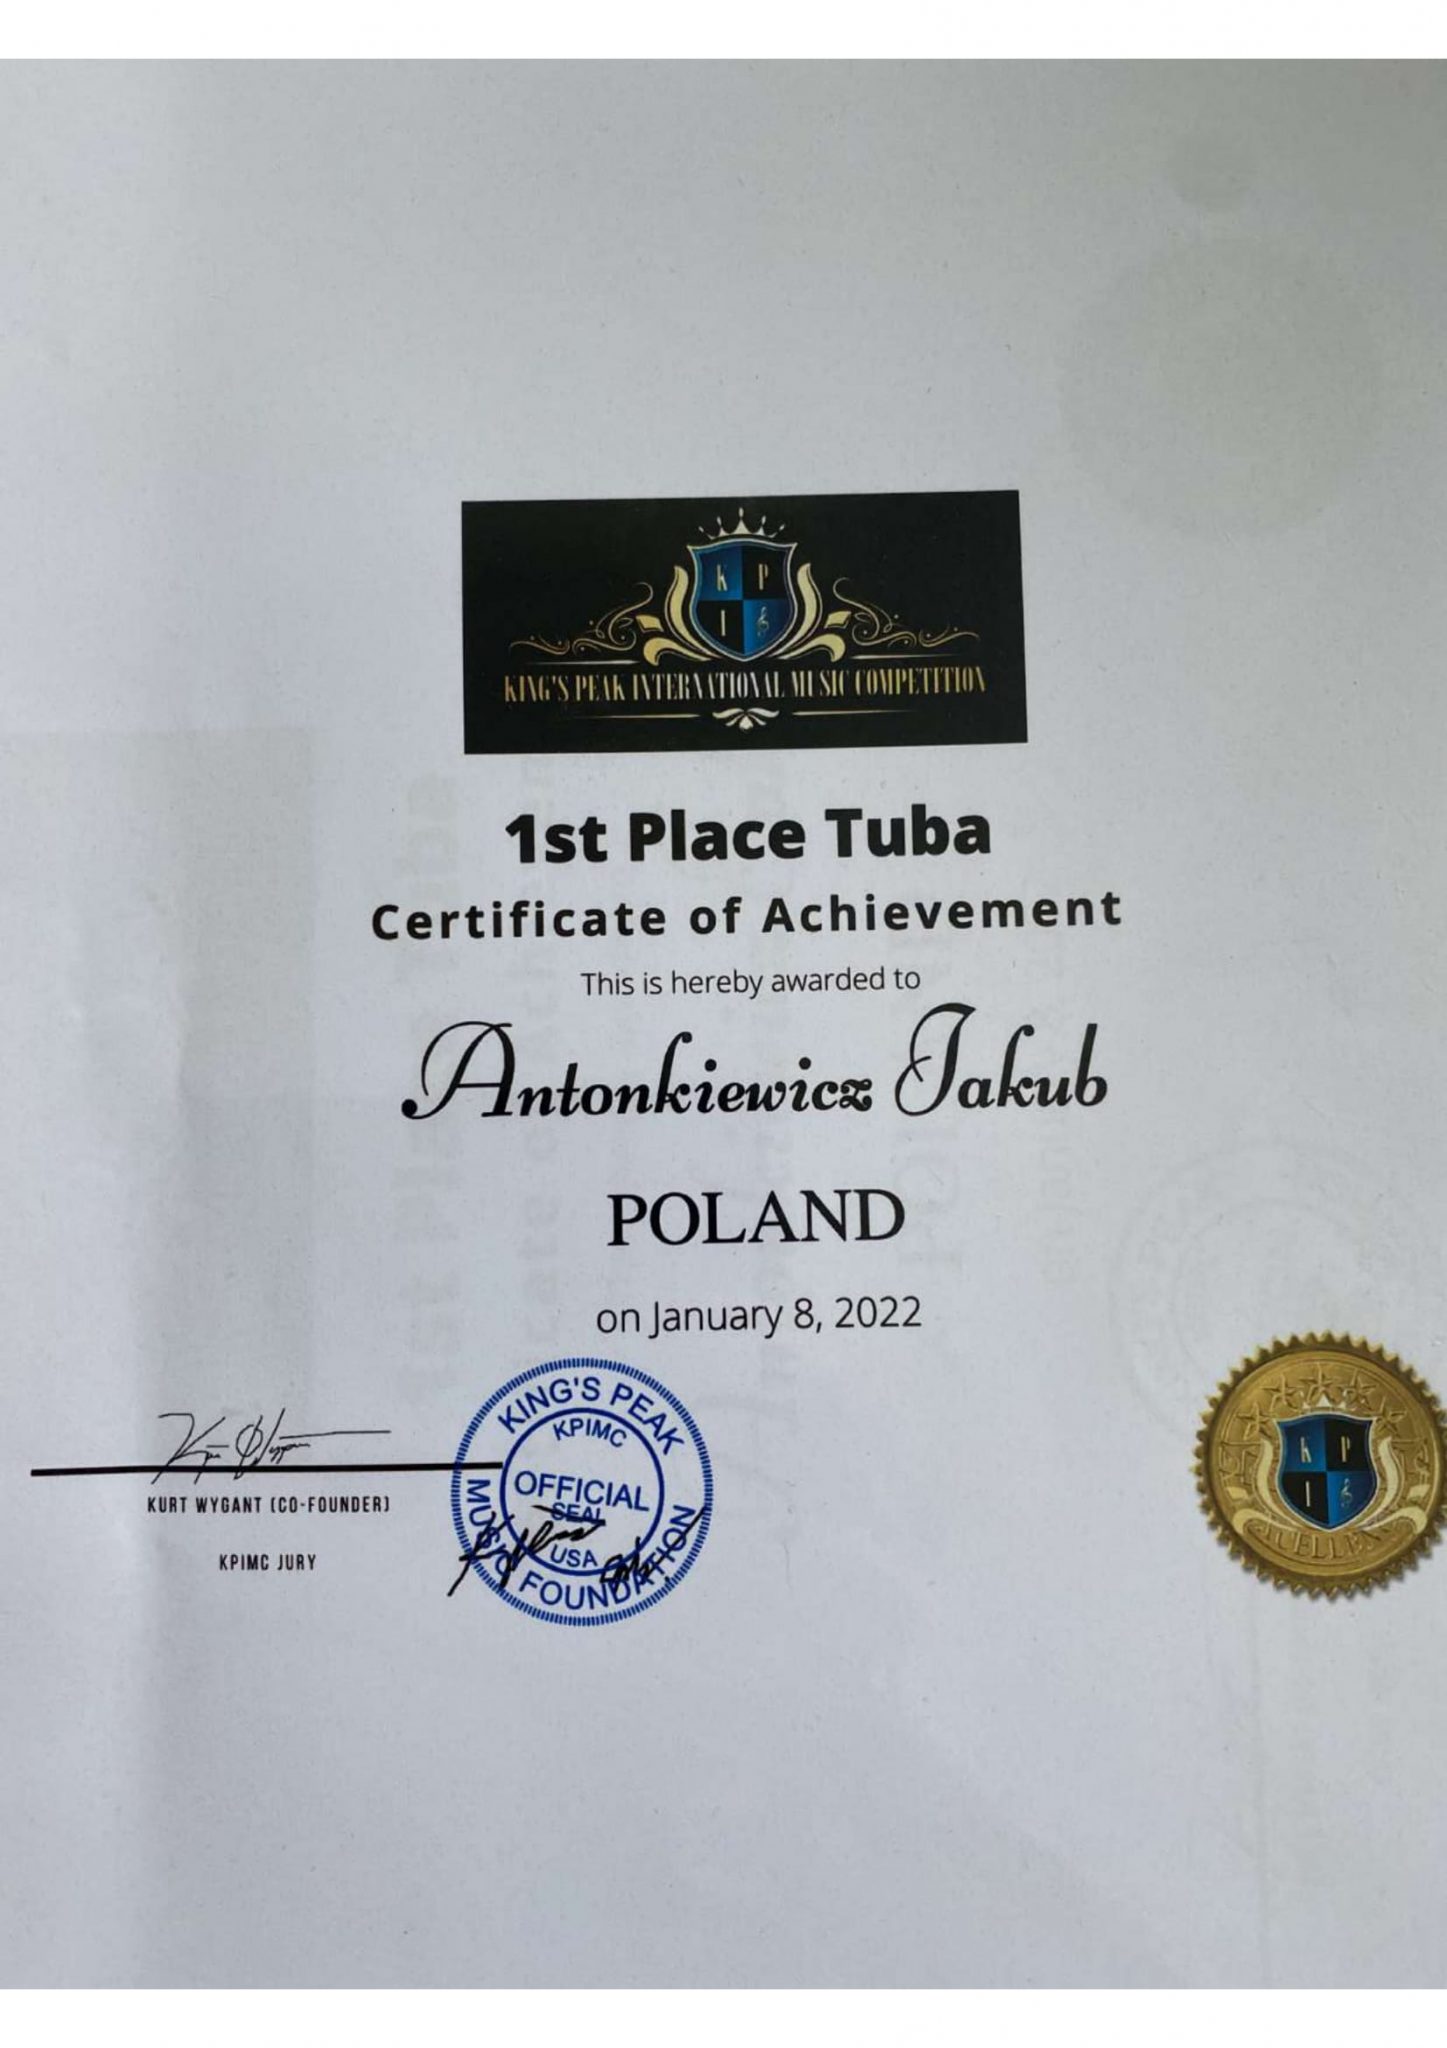 K P
I
KING'S PEAK INTERNATIONAL MUSIC COMPETITION
1st Place Tuba
Certificate of Achievement
This is hereby awarded to
Antonkiewicz Jakub
POLAND
on January 8, 2022
KURT WYGANT (CO-FOUNDER)
KPIMC JURY
KING'S PEAK
KPIMC
OFFICIAL
SEAL
USA
MUSIC FOUNDATION
K P
I